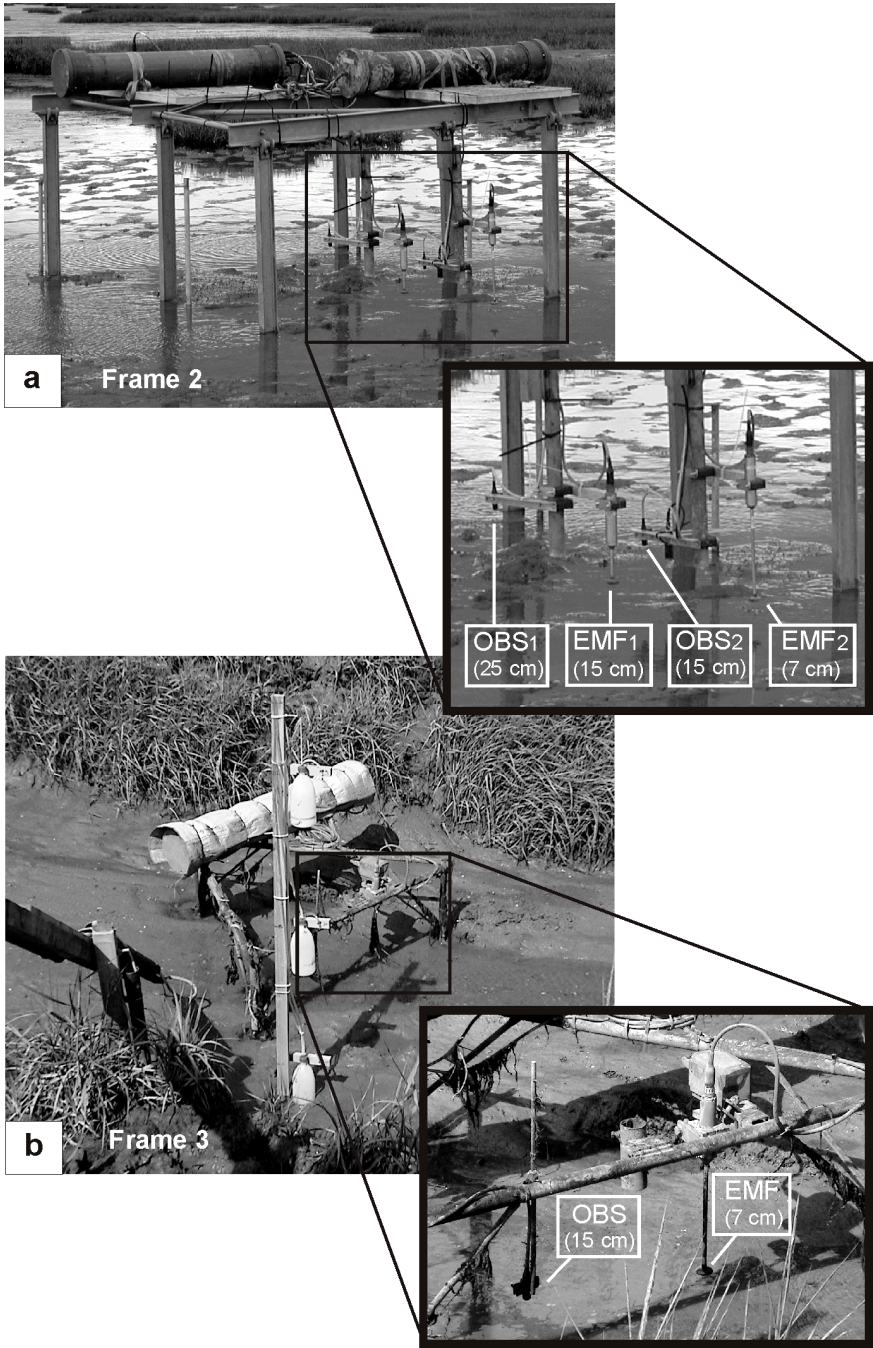 a
Frame 2
OBS1
(25 cm)
EMF1
(15 cm)
OBS2
(15 cm)
EMF2
(7 cm)
b
Frame 3
OBS
(15 cm)
EMF
(7 cm)